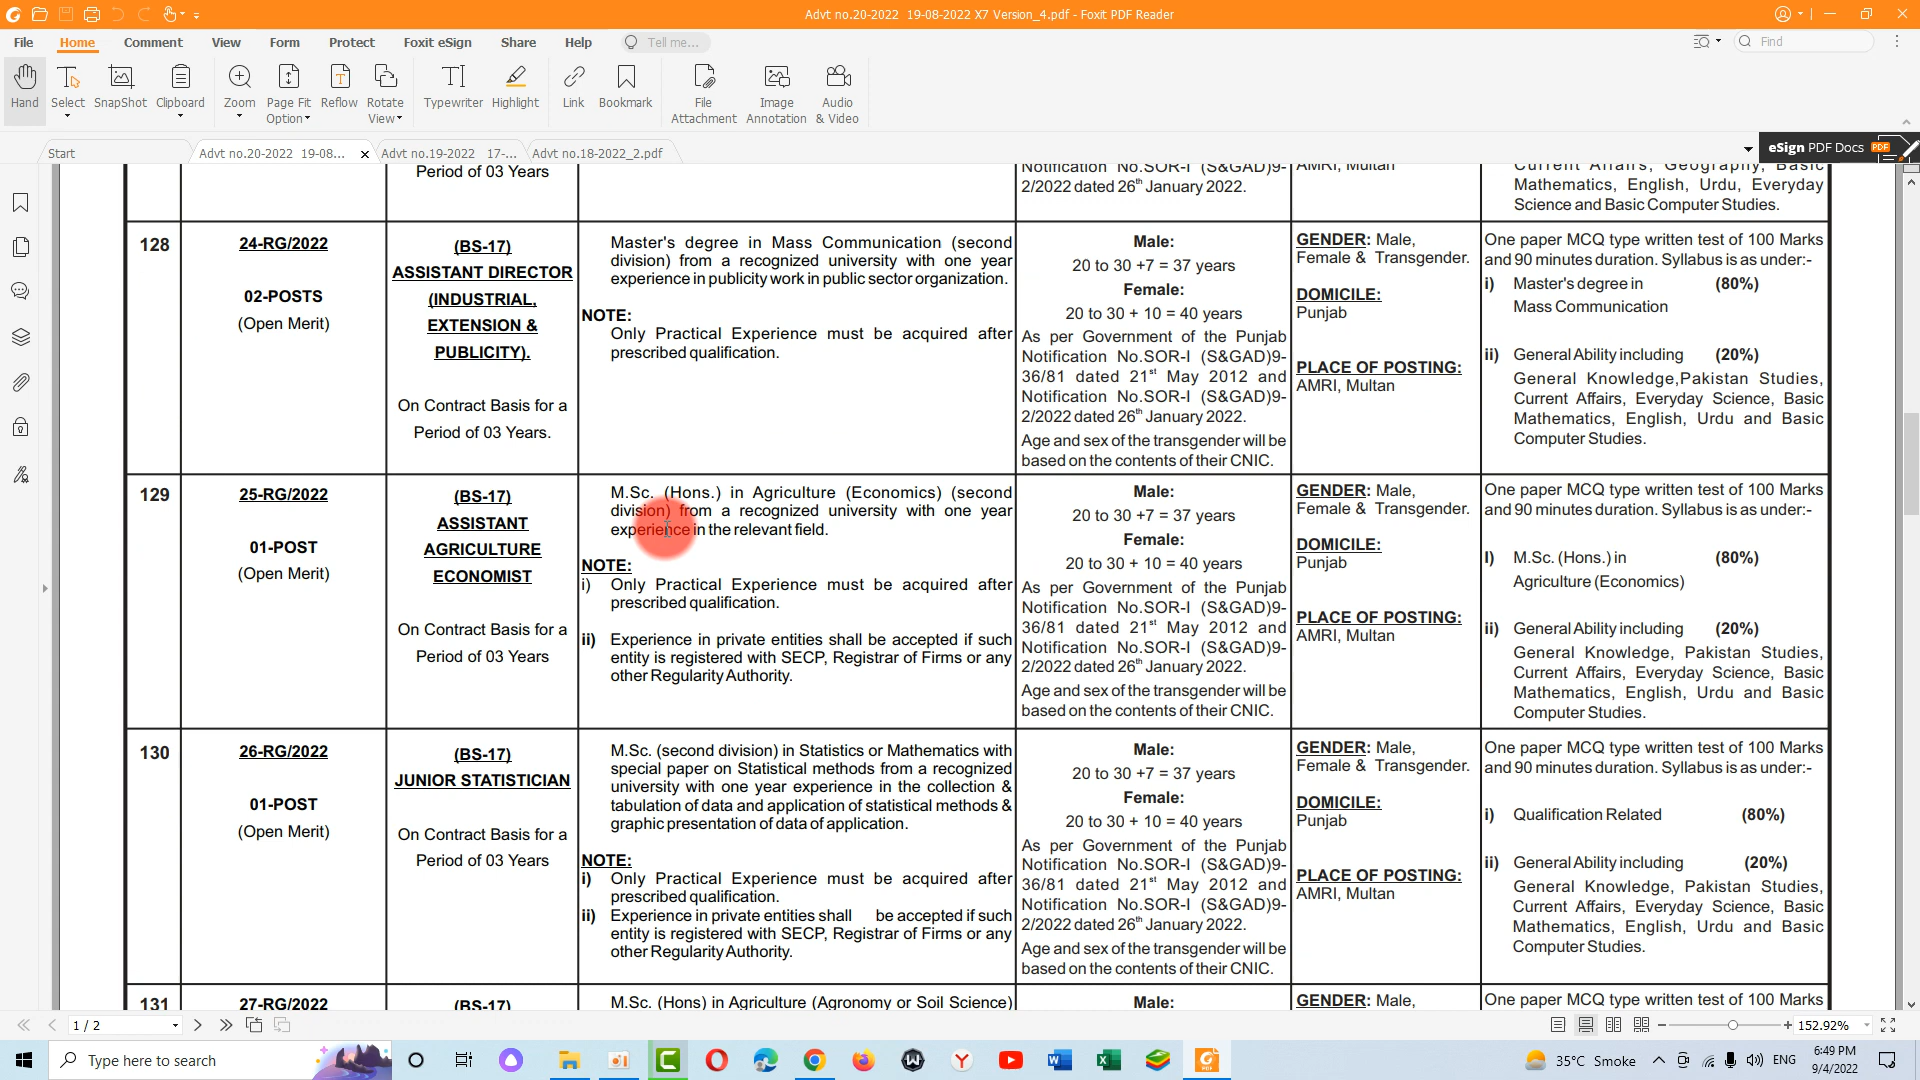 Advt no.20-2022 19-08-2022 X7 Version_4.pdf - Foxit PDF Reader
File Home Comment View Form Protect Foxit eSign Share Help Tell me... Find
Hand Select SnapShot Clipboard Zoom Page Fit Option Reflow Rotate View Typewriter Highlight Link Bookmark File Attachment Image Annotation Audio & Video
Start Advt no.20-2022 19-08... Advt no.19-2022 17-... Advt no.18-2022_2.pdf eSign PDF Docs PDF
Period of 03 Years
Notification No.SOR-I (S&GAD)9-
2/2022 dated 26th January 2022.
AMRI, Multan
Current Affairs, Geography, Basic
Mathematics, English, Urdu, Everyday
Science and Basic Computer Studies.
128
24-RG/2022
02-POSTS
(Open Merit)
(BS-17)
ASSISTANT DIRECTOR
(INDUSTRIAL,
EXTENSION &
PUBLICITY).
On Contract Basis for a
Period of 03 Years.
Master's degree in Mass Communication (second
division) from a recognized university with one year
experience in publicity work in public sector organization.
NOTE:
Only Practical Experience must be acquired after
prescribed qualification.
Male:
20 to 30 +7 = 37 years
Female:
20 to 30 + 10 = 40 years
As per Government of the Punjab
Notification No.SOR-I (S&GAD)9-
36/81 dated 21st May 2012 and
Notification No.SOR-I (S&GAD)9-
2/2022 dated 26th January 2022.
Age and sex of the transgender will be
based on the contents of their CNIC.
GENDER: Male,
Female & Transgender.
DOMICILE:
Punjab
PLACE OF POSTING:
AMRI, Multan
One paper MCQ type written test of 100 Marks
and 90 minutes duration. Syllabus is as under:-
i) Master's degree in (80%)
Mass Communication
ii) General Ability including (20%)
General Knowledge,Pakistan Studies,
Current Affairs, Everyday Science, Basic
Mathematics, English, Urdu and Basic
Computer Studies.
129
25-RG/2022
01-POST
(Open Merit)
(BS-17)
ASSISTANT
AGRICULTURE
ECONOMIST
On Contract Basis for a
Period of 03 Years
M.Sc. (Hons.) in Agriculture (Economics) (second
division) from a recognized university with one year
experience in the relevant field.
NOTE:
i) Only Practical Experience must be acquired after
prescribed qualification.
ii) Experience in private entities shall be accepted if such
entity is registered with SECP, Registrar of Firms or any
other Regularity Authority.
Male:
20 to 30 +7 = 37 years
Female:
20 to 30 + 10 = 40 years
As per Government of the Punjab
Notification No.SOR-I (S&GAD)9-
36/81 dated 21st May 2012 and
Notification No.SOR-I (S&GAD)9-
2/2022 dated 26th January 2022.
Age and sex of the transgender will be
based on the contents of their CNIC.
GENDER: Male,
Female & Transgender.
DOMICILE:
Punjab
PLACE OF POSTING:
AMRI, Multan
One paper MCQ type written test of 100 Marks
and 90 minutes duration. Syllabus is as under:-
I) M.Sc. (Hons.) in (80%)
Agriculture (Economics)
ii) General Ability including (20%)
General Knowledge, Pakistan Studies,
Current Affairs, Everyday Science, Basic
Mathematics, English, Urdu and Basic
Computer Studies.
130
26-RG/2022
01-POST
(Open Merit)
(BS-17)
JUNIOR STATISTICIAN
On Contract Basis for a
Period of 03 Years
M.Sc. (second division) in Statistics or Mathematics with
special paper on Statistical methods from a recognized
university with one year experience in the collection &
tabulation of data and application of statistical methods &
graphic presentation of data of application.
NOTE:
i) Only Practical Experience must be acquired after
prescribed qualification.
ii) Experience in private entities shall be accepted if such
entity is registered with SECP, Registrar of Firms or any
other Regularity Authority.
Male:
20 to 30 +7 = 37 years
Female:
20 to 30 + 10 = 40 years
As per Government of the Punjab
Notification No.SOR-I (S&GAD)9-
36/81 dated 21st May 2012 and
Notification No.SOR-I (S&GAD)9-
2/2022 dated 26th January 2022.
Age and sex of the transgender will be
based on the contents of their CNIC.
GENDER: Male,
Female & Transgender.
DOMICILE:
Punjab
PLACE OF POSTING:
AMRI, Multan
One paper MCQ type written test of 100 Marks
and 90 minutes duration. Syllabus is as under:-
i) Qualification Related (80%)
ii) General Ability including (20%)
General Knowledge, Pakistan Studies,
Current Affairs, Everyday Science, Basic
Mathematics, English, Urdu and Basic
Computer Studies.
131
27-RG/2022
(BS-17)
M.Sc. (Hons) in Agriculture (Agronomy or Soil Science)
Male:
GENDER: Male,
One paper MCQ type written test of 100 Marks
1 / 2 152.92%
Type here to search 35°C Smoke ENG 6:49 PM
9/4/2022